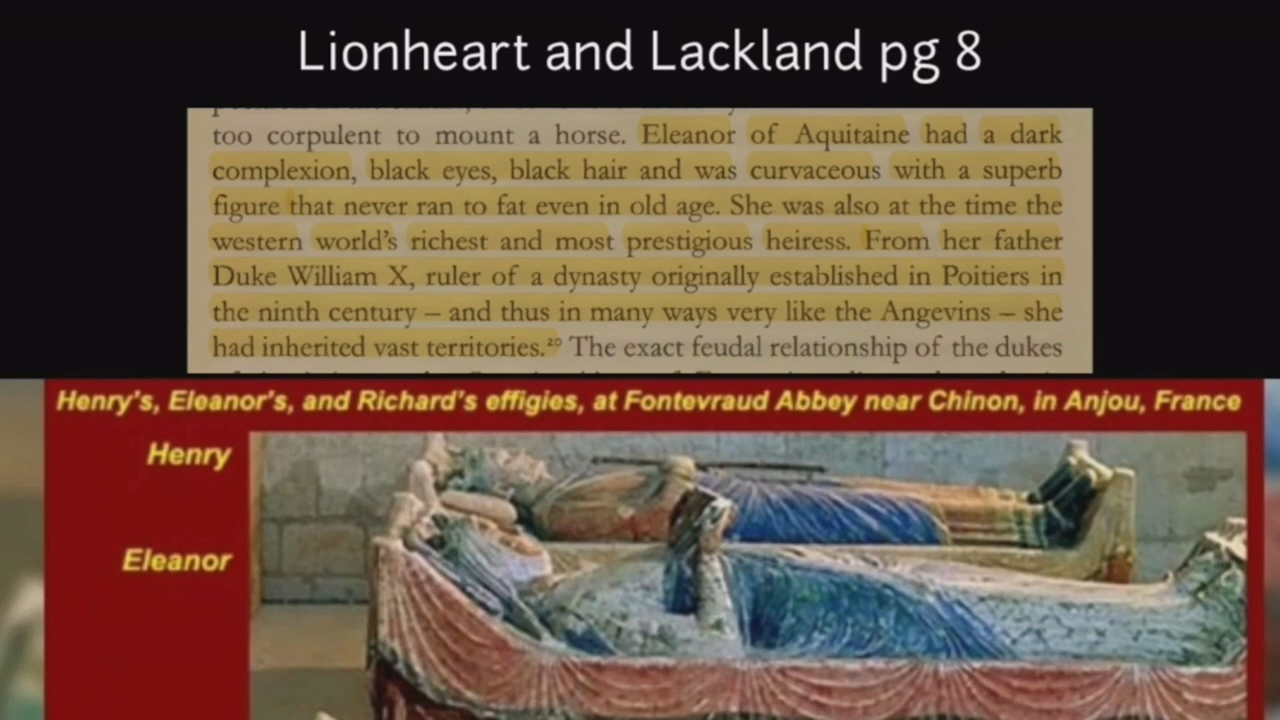 Lionheart and Lackland pg 8
too corpulent to mount a horse. Eleanor of Aquitaine had a dark
complexion, black eyes, black hair and was curvaceous with a superb
figure that never ran to fat even in old age. She was also at the time the
western world’s richest and most prestigious heiress. From her father
Duke William X, ruler of a dynasty originally established in Poitiers in
the ninth century – and thus in many ways very like the Angevins – she
had inherited vast territories.²⁰ The exact feudal relationship of the dukes
Henry's, Eleanor's, and Richard's effigies, at Fontevraud Abbey near Chinon, in Anjou, France
Henry
Eleanor